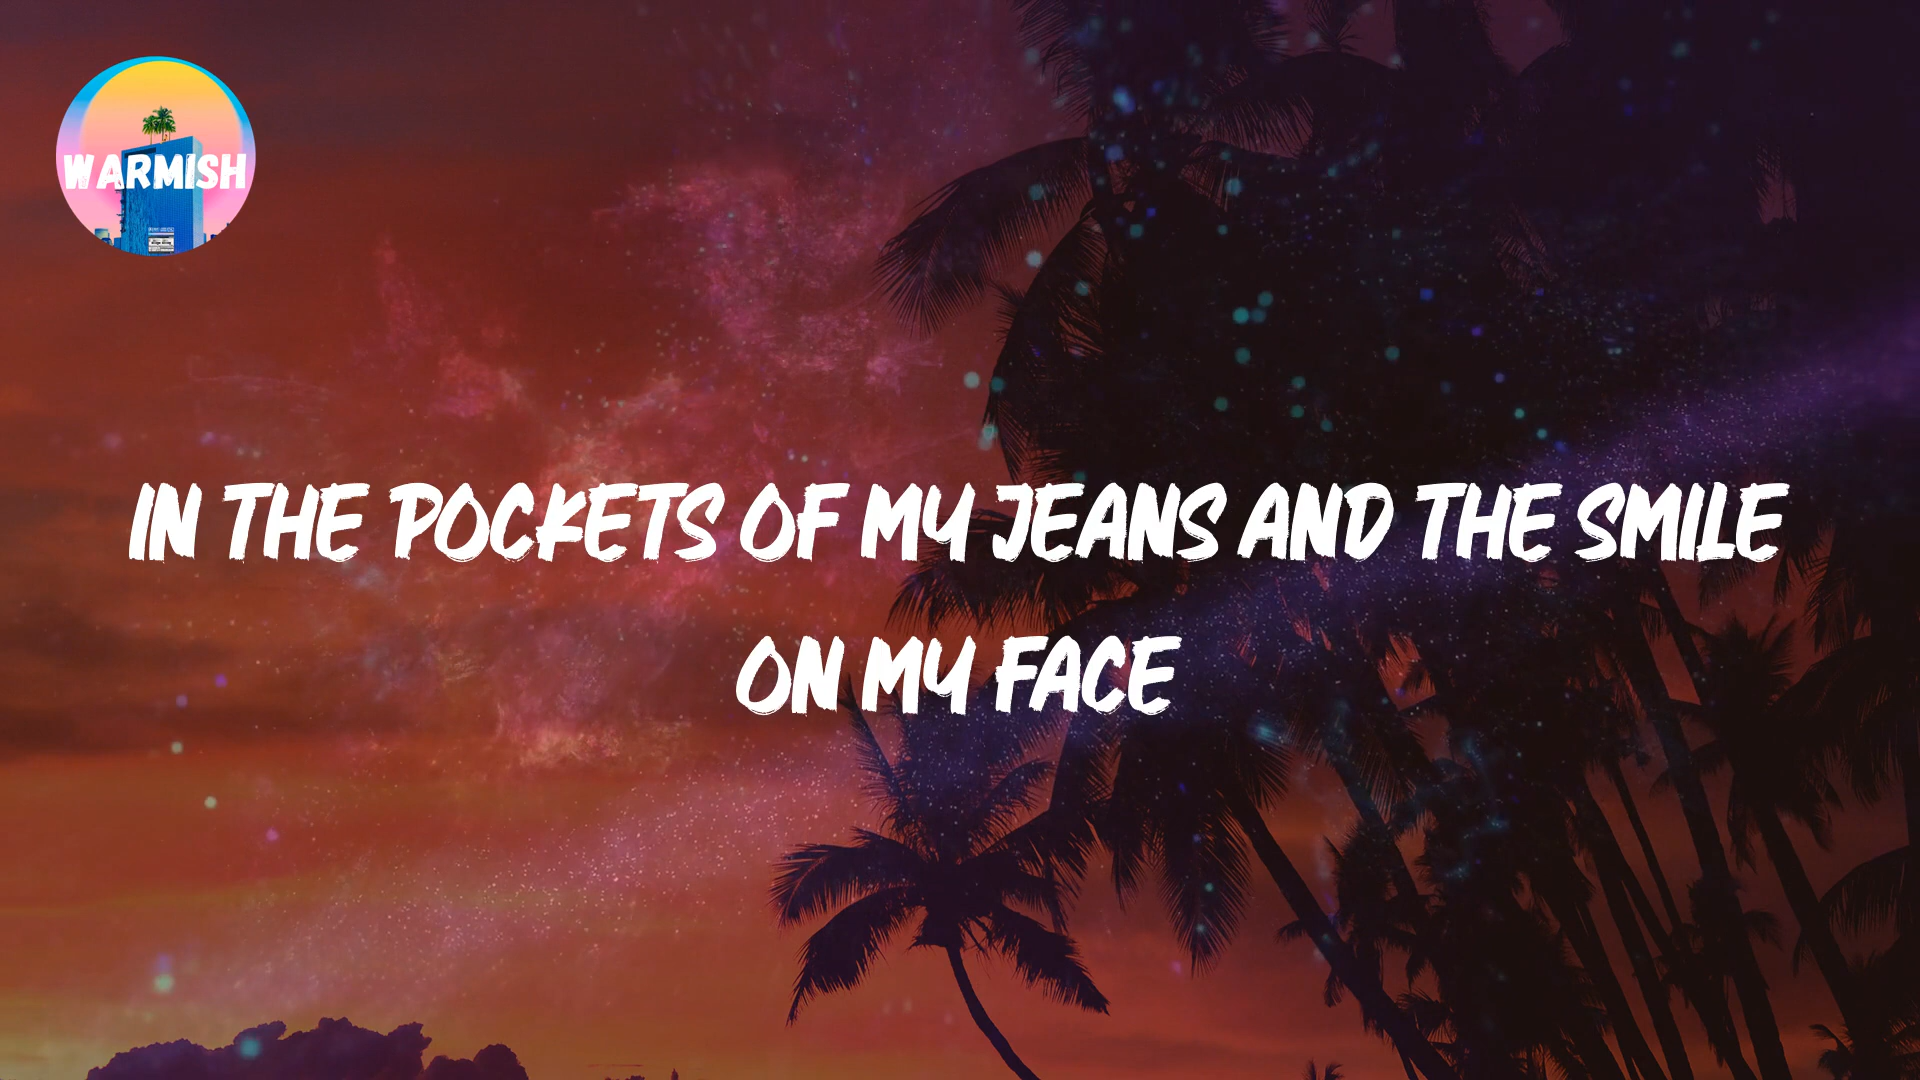 WARMISH
IN THE POCKETS OF MY JEANS AND THE SMILE
ON MY FACE